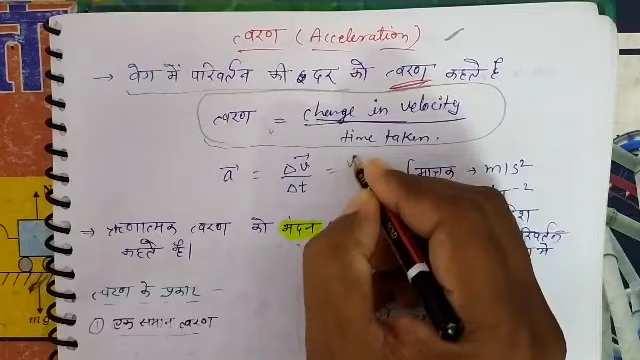 त्वरण (Acceleration)
→ वेग में परिवर्तन की दर को त्वरण कहते है
त्वरण = change in velocity
time taken.
a⃗ = Δv⃗ / Δt = मात्रक → m/s²
→ ऋणात्मक त्वरण को मंदन
कहते है।
त्वरण के प्रकार -
① एक समान त्वरण
mg